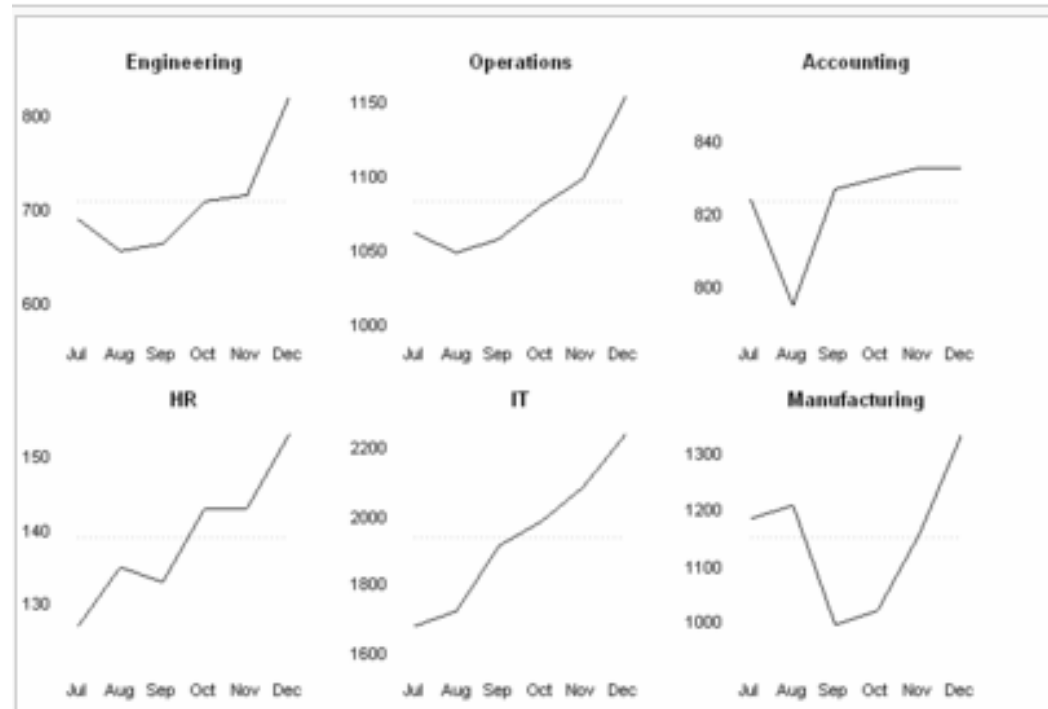 Engineering Operations Accounting
800 1150 840
700 1100 820
600 1050 800
1000
Jul Aug Sep Oct Nov Dec Jul Aug Sep Oct Nov Dec Jul Aug Sep Oct Nov Dec
HR IT Manufacturing
150 2200 1300
140 2000 1200
130 1800 1100
1600 1000
Jul Aug Sep Oct Nov Dec Jul Aug Sep Oct Nov Dec Jul Aug Sep Oct Nov Dec